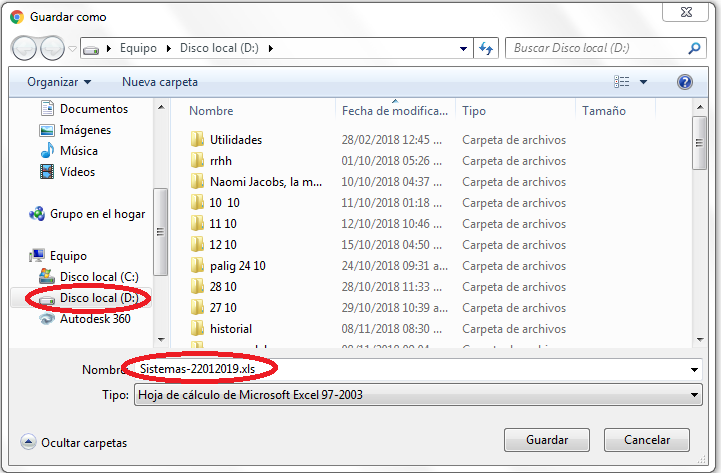 Guardar como
Equipo Disco local (D:)
Buscar Disco local (D:)
Organizar Nueva carpeta
Documentos
Imágenes
Música
Vídeos
Grupo en el hogar
Equipo
Disco local (C:)
Disco local (D:)
Autodesk 360
Nombre Fecha de modifica... Tipo Tamaño
Utilidades 28/02/2018 12:45 ... Carpeta de archivos
rrhh 01/10/2018 05:26 ... Carpeta de archivos
Naomi Jacobs, la m... 10/10/2018 04:37 ... Carpeta de archivos
10 10 11/10/2018 01:18 ... Carpeta de archivos
11 10 12/10/2018 10:46 ... Carpeta de archivos
12 10 15/10/2018 04:50 ... Carpeta de archivos
palig 24 10 24/10/2018 09:31 a... Carpeta de archivos
28 10 28/10/2018 11:33 ... Carpeta de archivos
27 10 29/10/2018 10:39 a... Carpeta de archivos
historial 08/11/2018 08:30 ... Carpeta de archivos
Nombre: Sistemas-22012019.xls
Tipo: Hoja de cálculo de Microsoft Excel 97-2003
Ocultar carpetas
Guardar
Cancelar